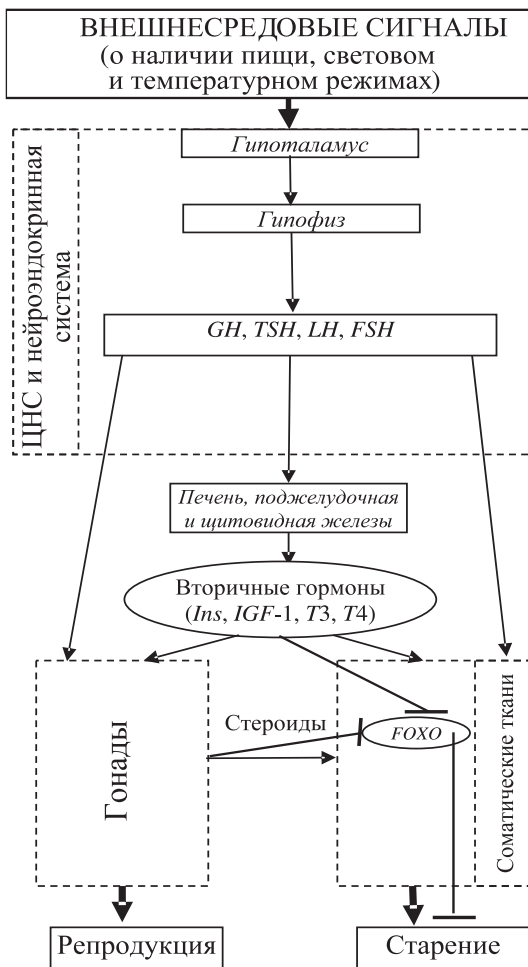 ВНЕШНЕСРЕДОВЫЕ СИГНАЛЫ
(о наличии пищи, световом
и температурном режимах)
ЦНС и нейроэндокринная
система
Гипоталамус
Гипофиз
GH, TSH, LH, FSH
Печень, поджелудочная
и щитовидная железы
Вторичные гормоны
(Ins, IGF-1, T3, T4)
Гонады
Стероиды
FOXO
Соматические ткани
Репродукция
Старение